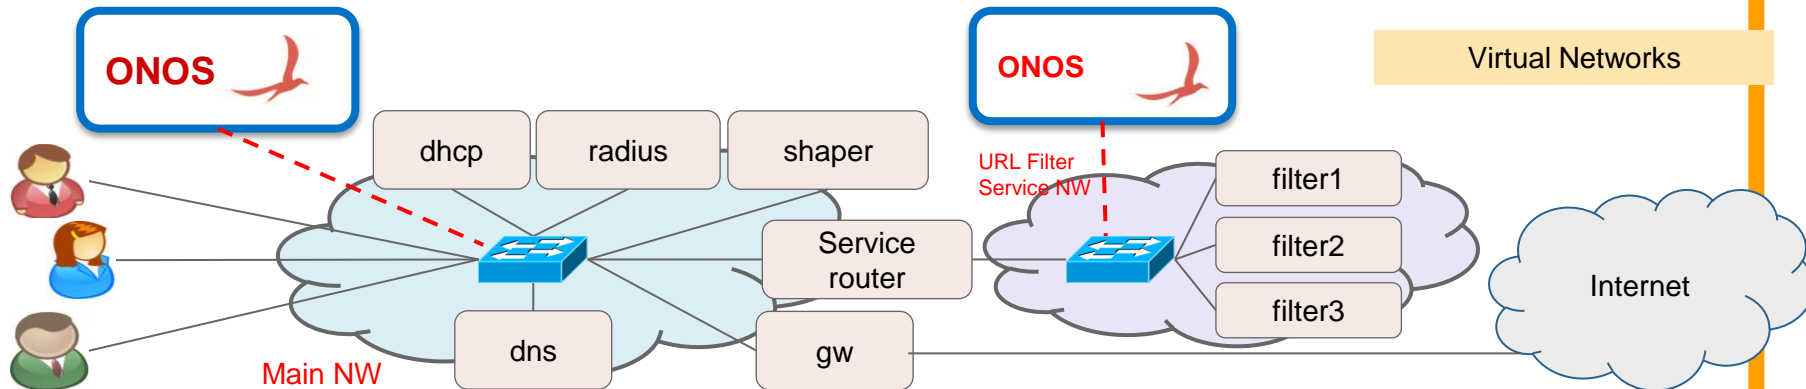 ONOS
ONOS
Virtual Networks
dhcp
radius
shaper
URL Filter
Service NW
filter1
Service
router
filter2
Internet
filter3
dns
gw
Main NW